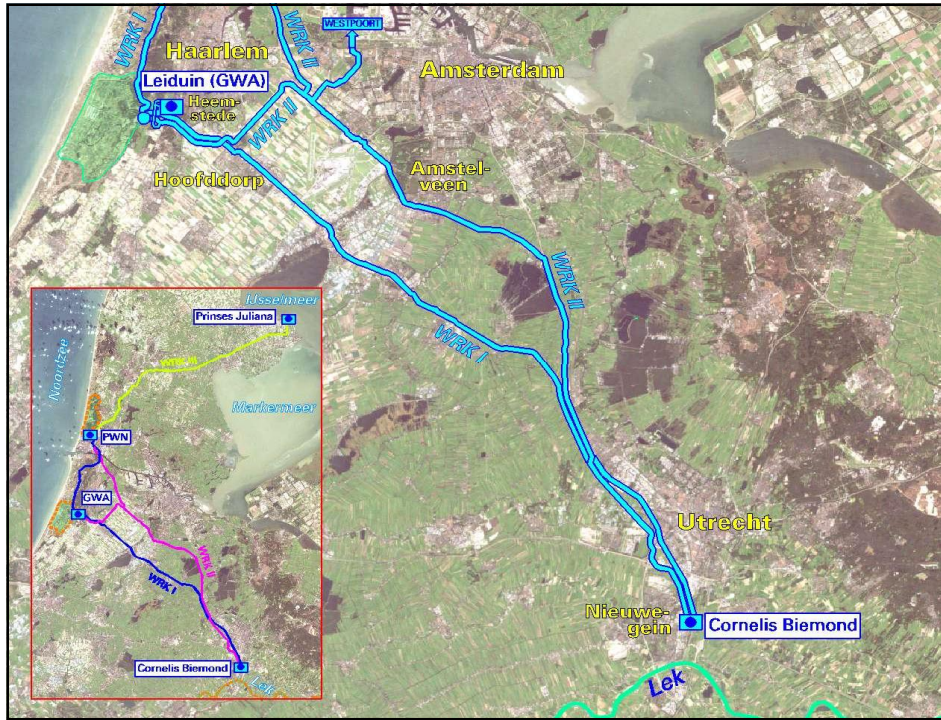 WRK I
Haarlem
WRK II
WESTPOORT
Amsterdam
Leiduin (GWA)
Heem-
stede
WRK II
Hoofddorp
Amstel-
veen
WRK II
WRK I
Utrecht
Nieuwe-
gein
Cornelis Biemond
Lek
IJsselmeer
Prinses Juliana
WRK III
Noordzee
Markermeer
PWN
GWA
WRK II
WRK I
Cornelis Biemond
Lek